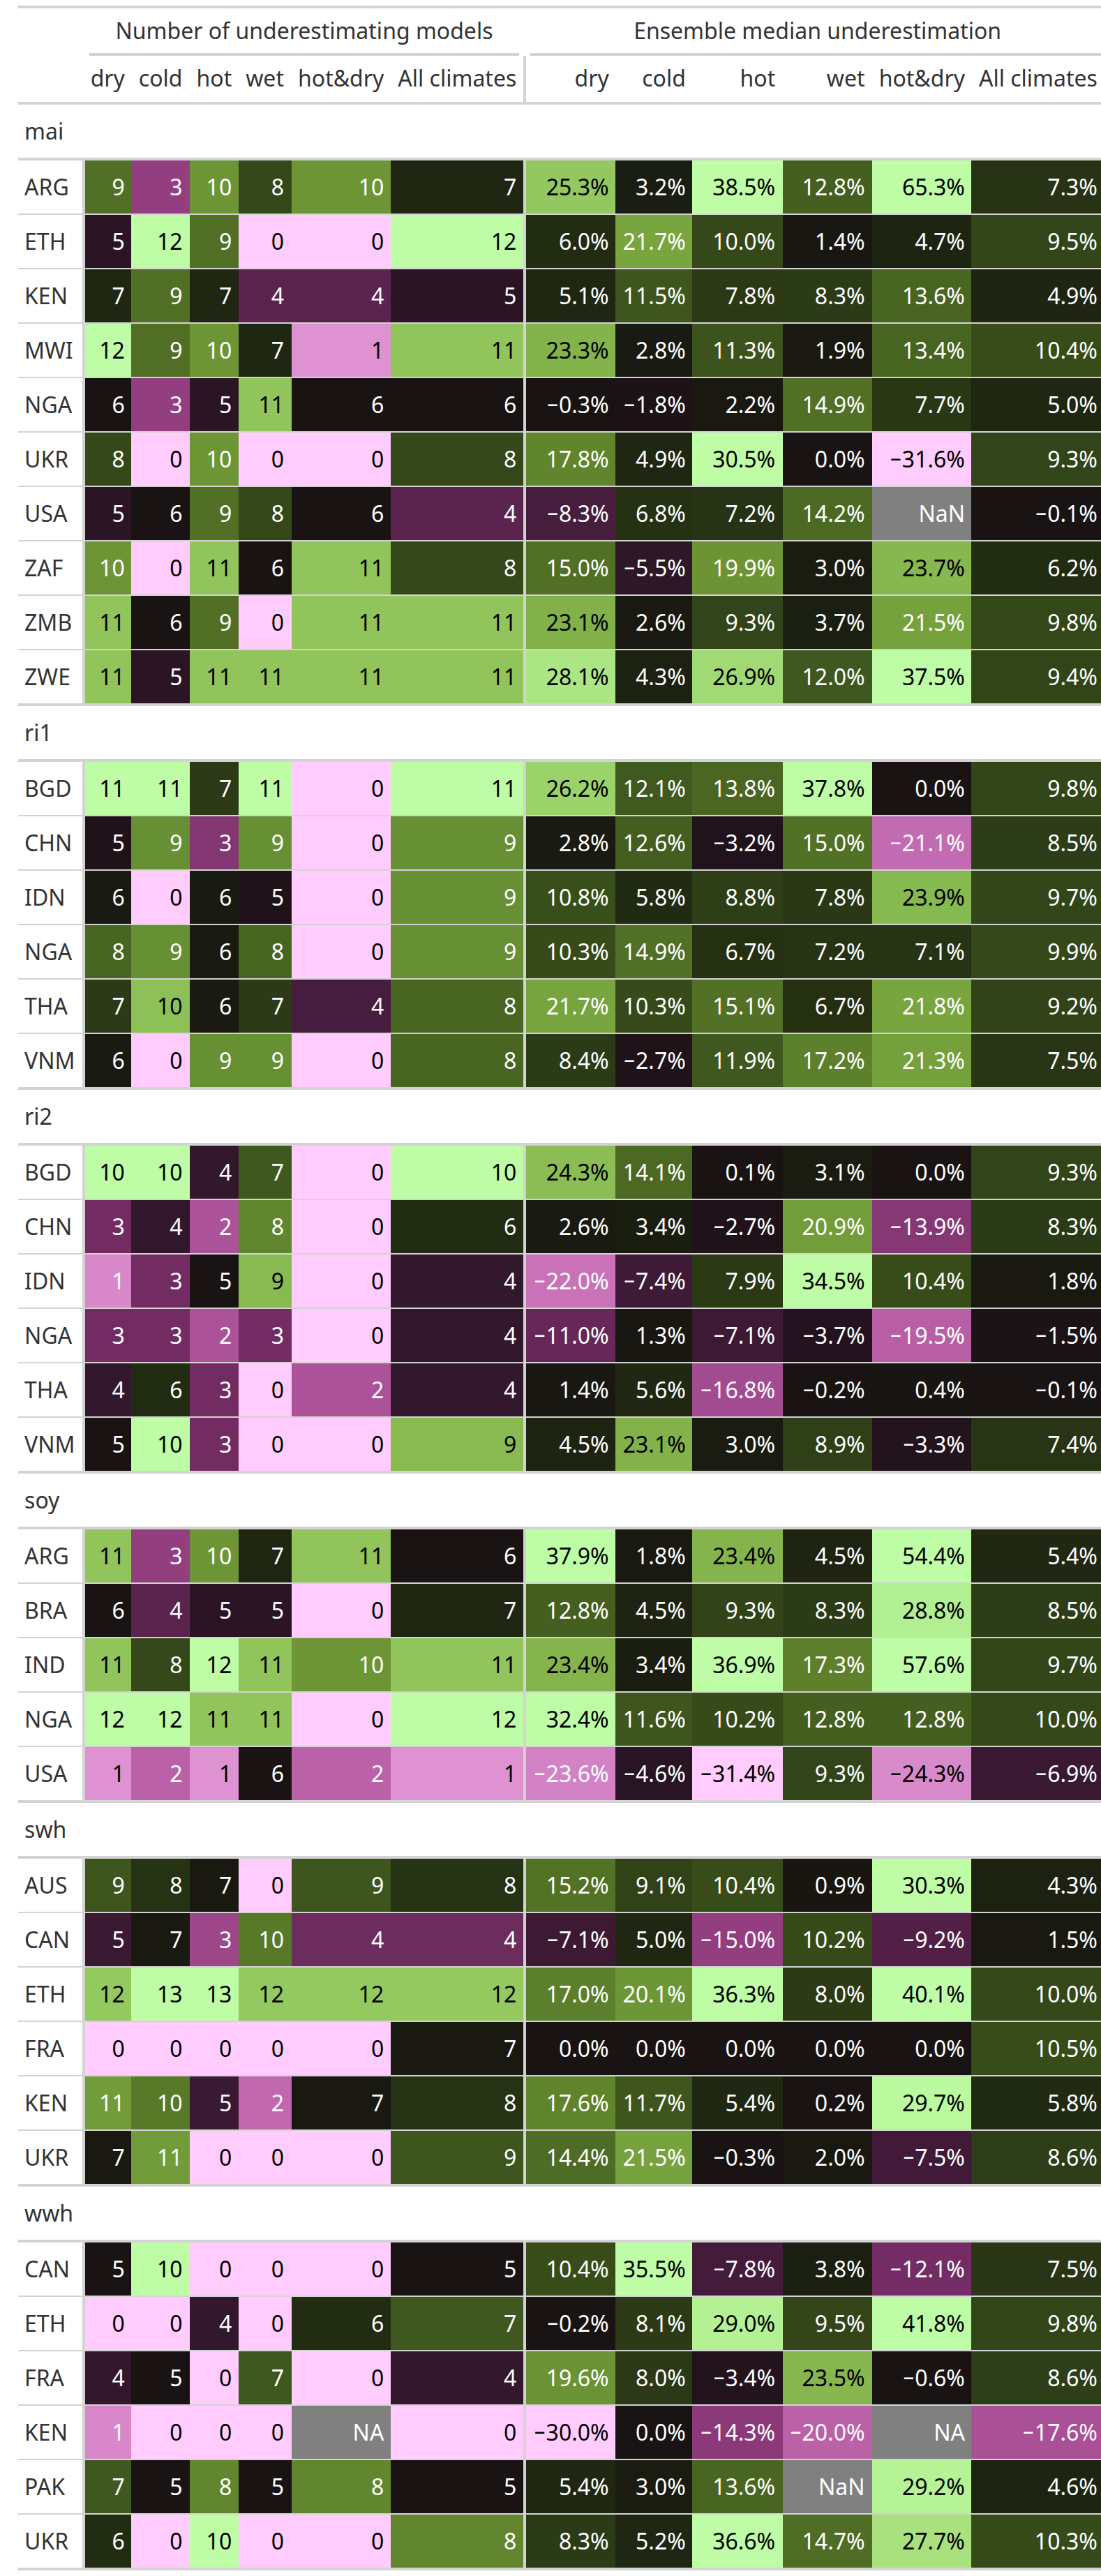 Number of underestimating models Ensemble median underestimation
dry cold hot wet hot&dry All climates dry cold hot wet hot&dry All climates
mai
ARG 9 3 10 8 10 7 25.3% 3.2% 38.5% 12.8% 65.3% 7.3%
ETH 5 12 9 0 0 12 6.0% 21.7% 10.0% 1.4% 4.7% 9.5%
KEN 7 9 7 4 4 5 5.1% 11.5% 7.8% 8.3% 13.6% 4.9%
MWI 12 9 10 7 1 11 23.3% 2.8% 11.3% 1.9% 13.4% 10.4%
NGA 6 3 5 11 6 6 −0.3% −1.8% 2.2% 14.9% 7.7% 5.0%
UKR 8 0 10 0 0 8 17.8% 4.9% 30.5% 0.0% −31.6% 9.3%
USA 5 6 9 8 6 4 −8.3% 6.8% 7.2% 14.2% NaN −0.1%
ZAF 10 0 11 6 11 8 15.0% −5.5% 19.9% 3.0% 23.7% 6.2%
ZMB 11 6 9 0 11 11 23.1% 2.6% 9.3% 3.7% 21.5% 9.8%
ZWE 11 5 11 11 11 11 28.1% 4.3% 26.9% 12.0% 37.5% 9.4%
ri1
BGD 11 11 7 11 0 11 26.2% 12.1% 13.8% 37.8% 0.0% 9.8%
CHN 5 9 3 9 0 9 2.8% 12.6% −3.2% 15.0% −21.1% 8.5%
IDN 6 0 6 5 0 9 10.8% 5.8% 8.8% 7.8% 23.9% 9.7%
NGA 8 9 6 8 0 9 10.3% 14.9% 6.7% 7.2% 7.1% 9.9%
THA 7 10 6 7 4 8 21.7% 10.3% 15.1% 6.7% 21.8% 9.2%
VNM 6 0 9 9 0 8 8.4% −2.7% 11.9% 17.2% 21.3% 7.5%
ri2
BGD 10 10 4 7 0 10 24.3% 14.1% 0.1% 3.1% 0.0% 9.3%
CHN 3 4 2 8 0 6 2.6% 3.4% −2.7% 20.9% −13.9% 8.3%
IDN 1 3 5 9 0 4 −22.0% −7.4% 7.9% 34.5% 10.4% 1.8%
NGA 3 3 2 3 0 4 −11.0% 1.3% −7.1% −3.7% −19.5% −1.5%
THA 4 6 3 0 2 4 1.4% 5.6% −16.8% −0.2% 0.4% −0.1%
VNM 5 10 3 0 0 9 4.5% 23.1% 3.0% 8.9% −3.3% 7.4%
soy
ARG 11 3 10 7 11 6 37.9% 1.8% 23.4% 4.5% 54.4% 5.4%
BRA 6 4 5 5 0 7 12.8% 4.5% 9.3% 8.3% 28.8% 8.5%
IND 11 8 12 11 10 11 23.4% 3.4% 36.9% 17.3% 57.6% 9.7%
NGA 12 12 11 11 0 12 32.4% 11.6% 10.2% 12.8% 12.8% 10.0%
USA 1 2 1 6 2 1 −23.6% −4.6% −31.4% 9.3% −24.3% −6.9%
swh
AUS 9 8 7 0 9 8 15.2% 9.1% 10.4% 0.9% 30.3% 4.3%
CAN 5 7 3 10 4 4 −7.1% 5.0% −15.0% 10.2% −9.2% 1.5%
ETH 12 13 13 12 12 12 17.0% 20.1% 36.3% 8.0% 40.1% 10.0%
FRA 0 0 0 0 0 7 0.0% 0.0% 0.0% 0.0% 0.0% 10.5%
KEN 11 10 5 2 7 8 17.6% 11.7% 5.4% 0.2% 29.7% 5.8%
UKR 7 11 0 0 0 9 14.4% 21.5% −0.3% 2.0% −7.5% 8.6%
wwh
CAN 5 10 0 0 0 5 10.4% 35.5% −7.8% 3.8% −12.1% 7.5%
ETH 0 0 4 0 6 7 −0.2% 8.1% 29.0% 9.5% 41.8% 9.8%
FRA 4 5 0 7 0 4 19.6% 8.0% −3.4% 23.5% −0.6% 8.6%
KEN 1 0 0 0 NA 0 −30.0% 0.0% −14.3% −20.0% NA −17.6%
PAK 7 5 8 5 8 5 5.4% 3.0% 13.6% NaN 29.2% 4.6%
UKR 6 0 10 0 0 8 8.3% 5.2% 36.6% 14.7% 27.7% 10.3%